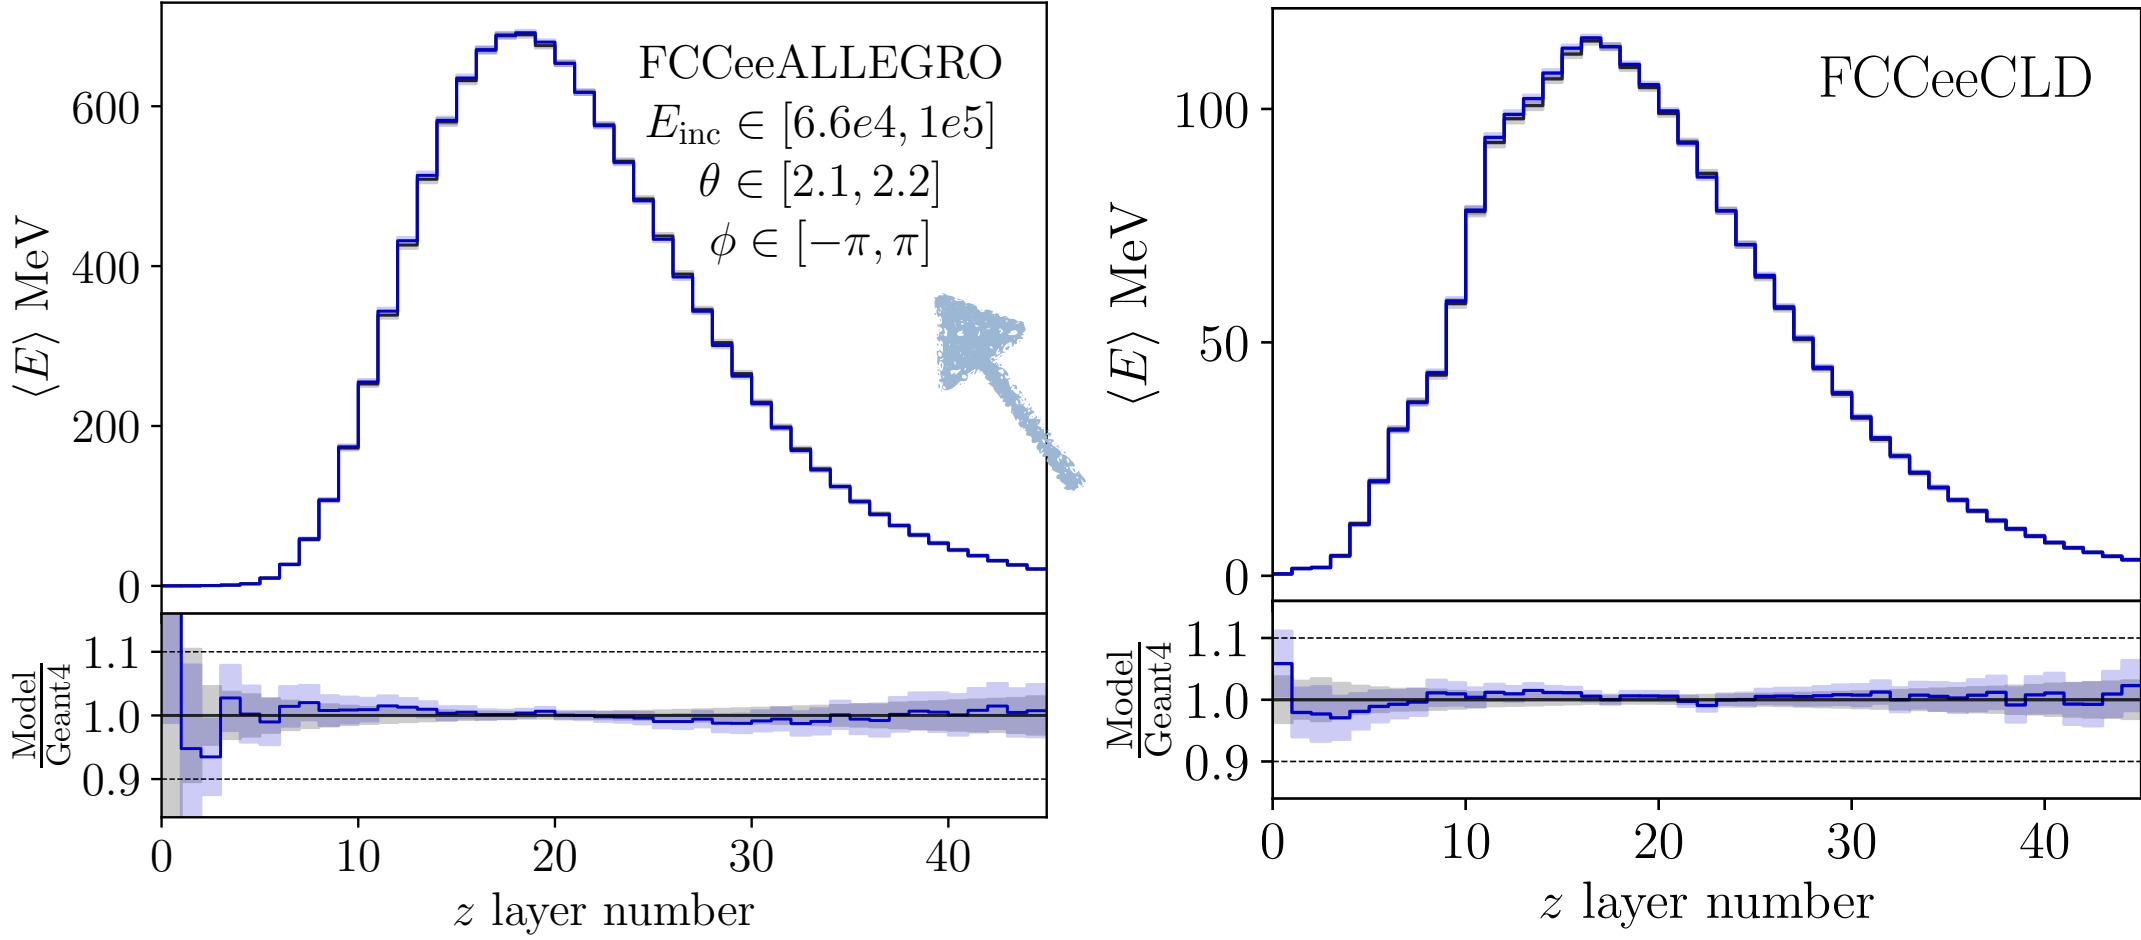 FCCeeALLEGRO
E_inc ∈ [6.6e4, 1e5]
θ ∈ [2.1, 2.2]
ϕ ∈ [−π, π]
⟨E⟩ MeV
600
400
200
0
Model
Geant4
1.1
1.0
0.9
0 10 20 30 40
z layer number
FCCeeCLD
⟨E⟩ MeV
100
50
0
Model
Geant4
1.1
1.0
0.9
0 10 20 30 40
z layer number